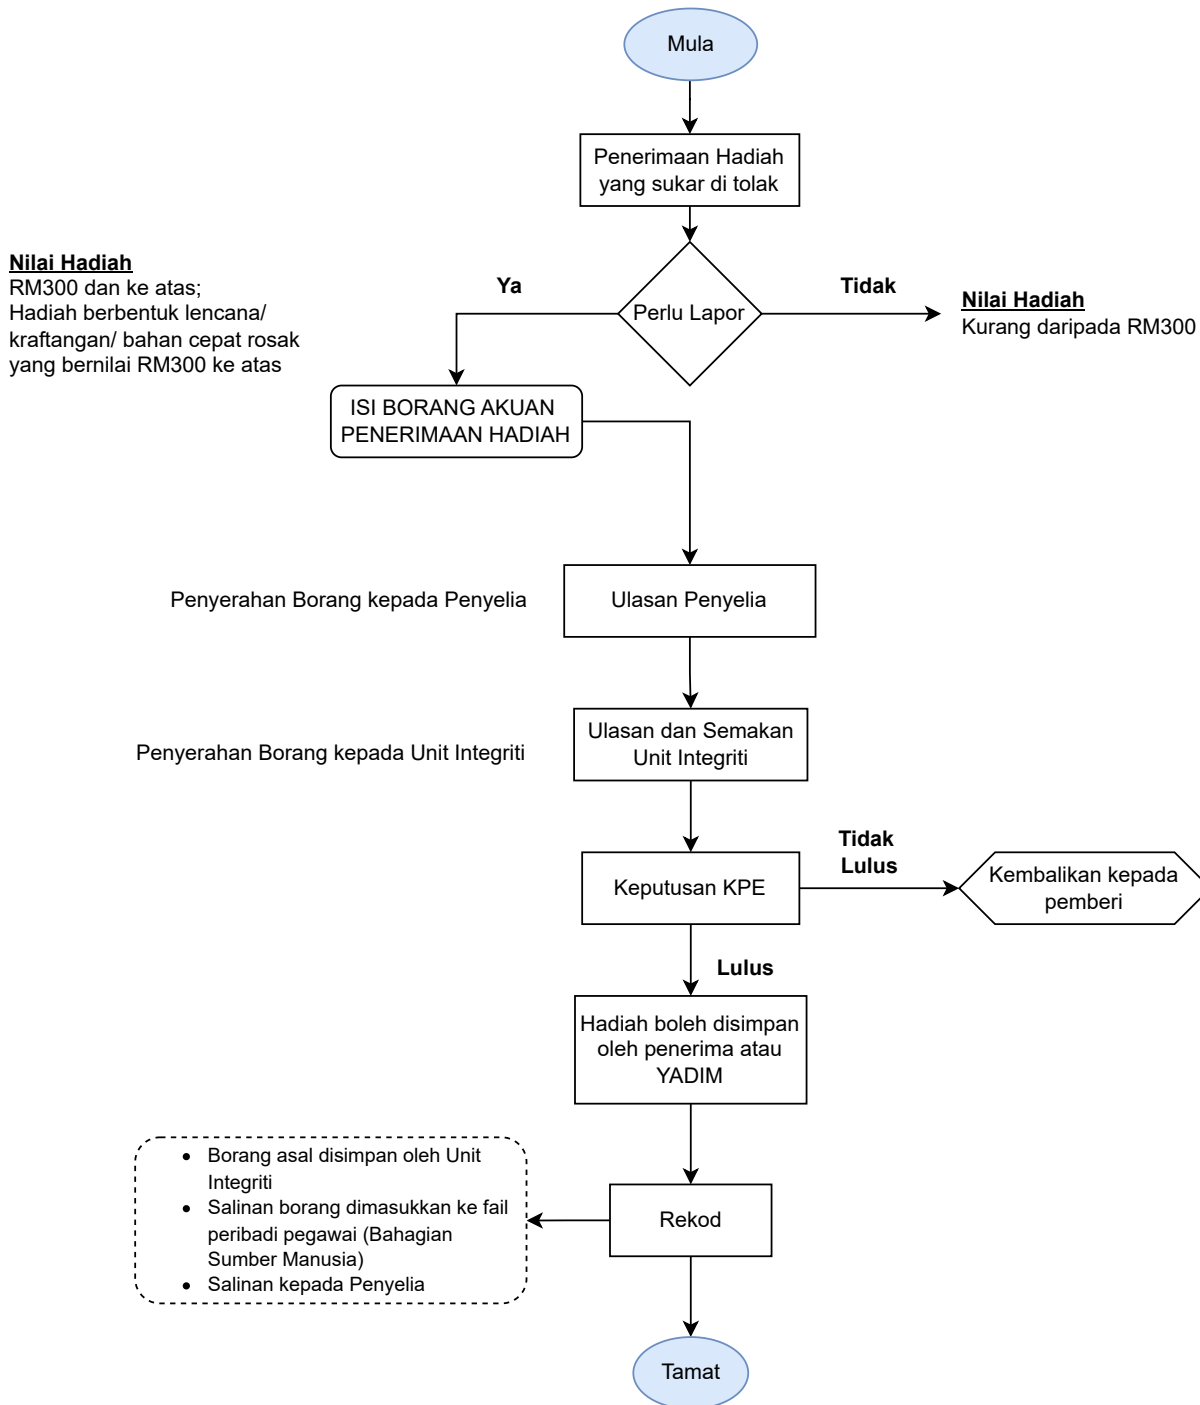 Mula
Penerimaan Hadiah
yang sukar di tolak
Nilai Hadiah
RM300 dan ke atas;
Hadiah berbentuk lencana/
kraftangan/ bahan cepat rosak
yang bernilai RM300 ke atas
Ya
Perlu Lapor
Tidak
Nilai Hadiah
Kurang daripada RM300
ISI BORANG AKUAN
PENERIMAAN HADIAH
Penyerahan Borang kepada Penyelia
Ulasan Penyelia
Penyerahan Borang kepada Unit Integriti
Ulasan dan Semakan
Unit Integriti
Keputusan KPE
Tidak
Lulus
Kembalikan kepada
pemberi
Lulus
Hadiah boleh disimpan
oleh penerima atau
YADIM
• Borang asal disimpan oleh Unit
Integriti
• Salinan borang dimasukkan ke fail
peribadi pegawai (Bahagian
Sumber Manusia)
• Salinan kepada Penyelia
Rekod
Tamat